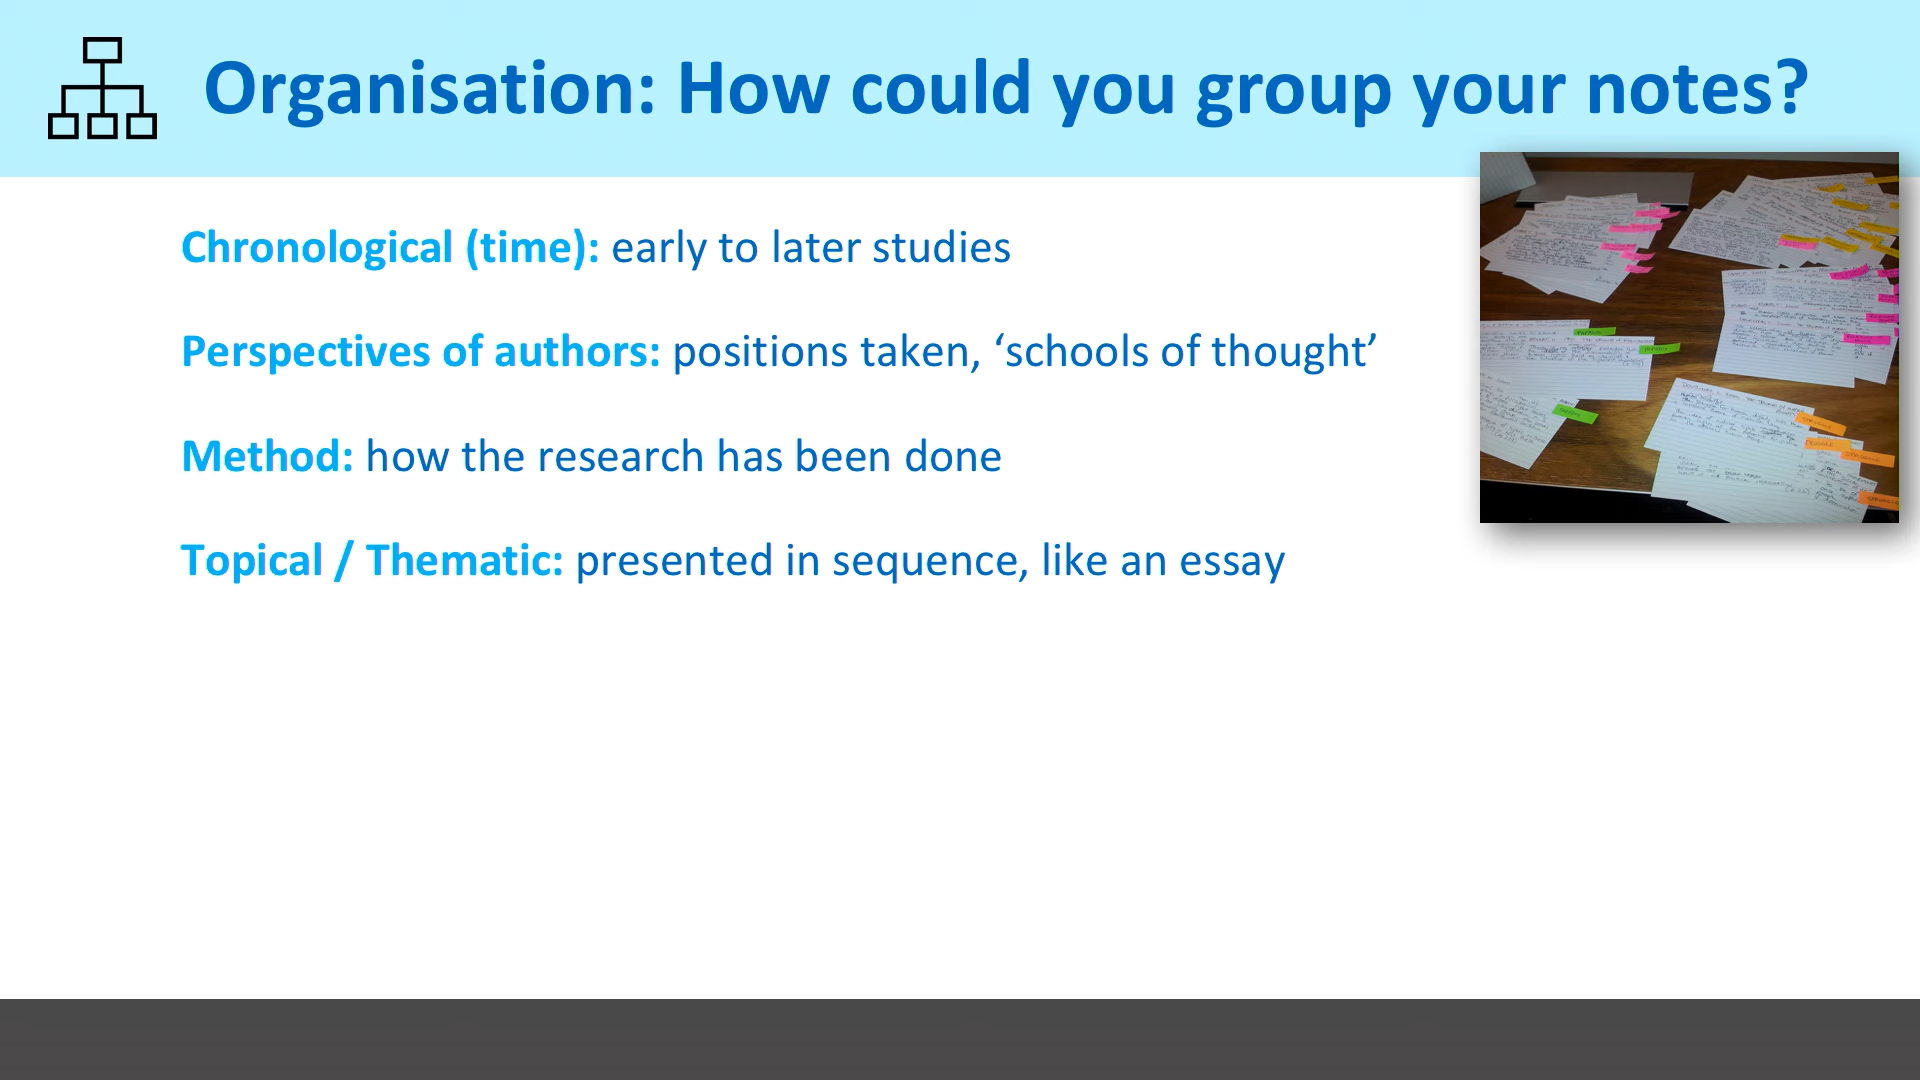 Organisation: How could you group your notes?
Chronological (time): early to later studies
Perspectives of authors: positions taken, ‘schools of thought’
Method: how the research has been done
Topical / Thematic: presented in sequence, like an essay